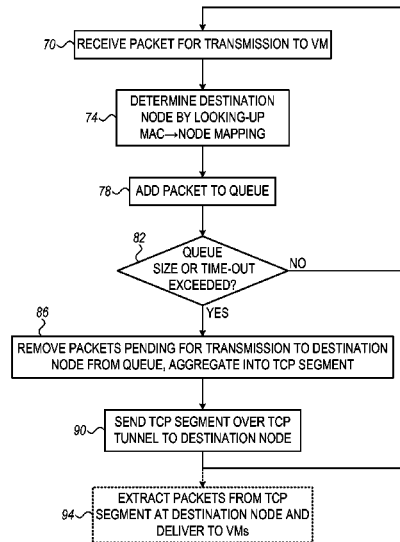 70 RECEIVE PACKET FOR TRANSMISSION TO VM
DETERMINE DESTINATION
NODE BY LOOKING-UP
74
MAC→NODE MAPPING
78 ADD PACKET TO QUEUE
82
QUEUE
SIZE OR TIME-OUT
EXCEEDED?
NO
YES
86
REMOVE PACKETS PENDING FOR TRANSMISSION TO DESTINATION
NODE FROM QUEUE, AGGREGATE INTO TCP SEGMENT
SEND TCP SEGMENT OVER TCP
90 TUNNEL TO DESTINATION NODE
EXTRACT PACKETS FROM TCP
SEGMENT AT DESTINATION NODE AND
94 DELIVER TO VMs